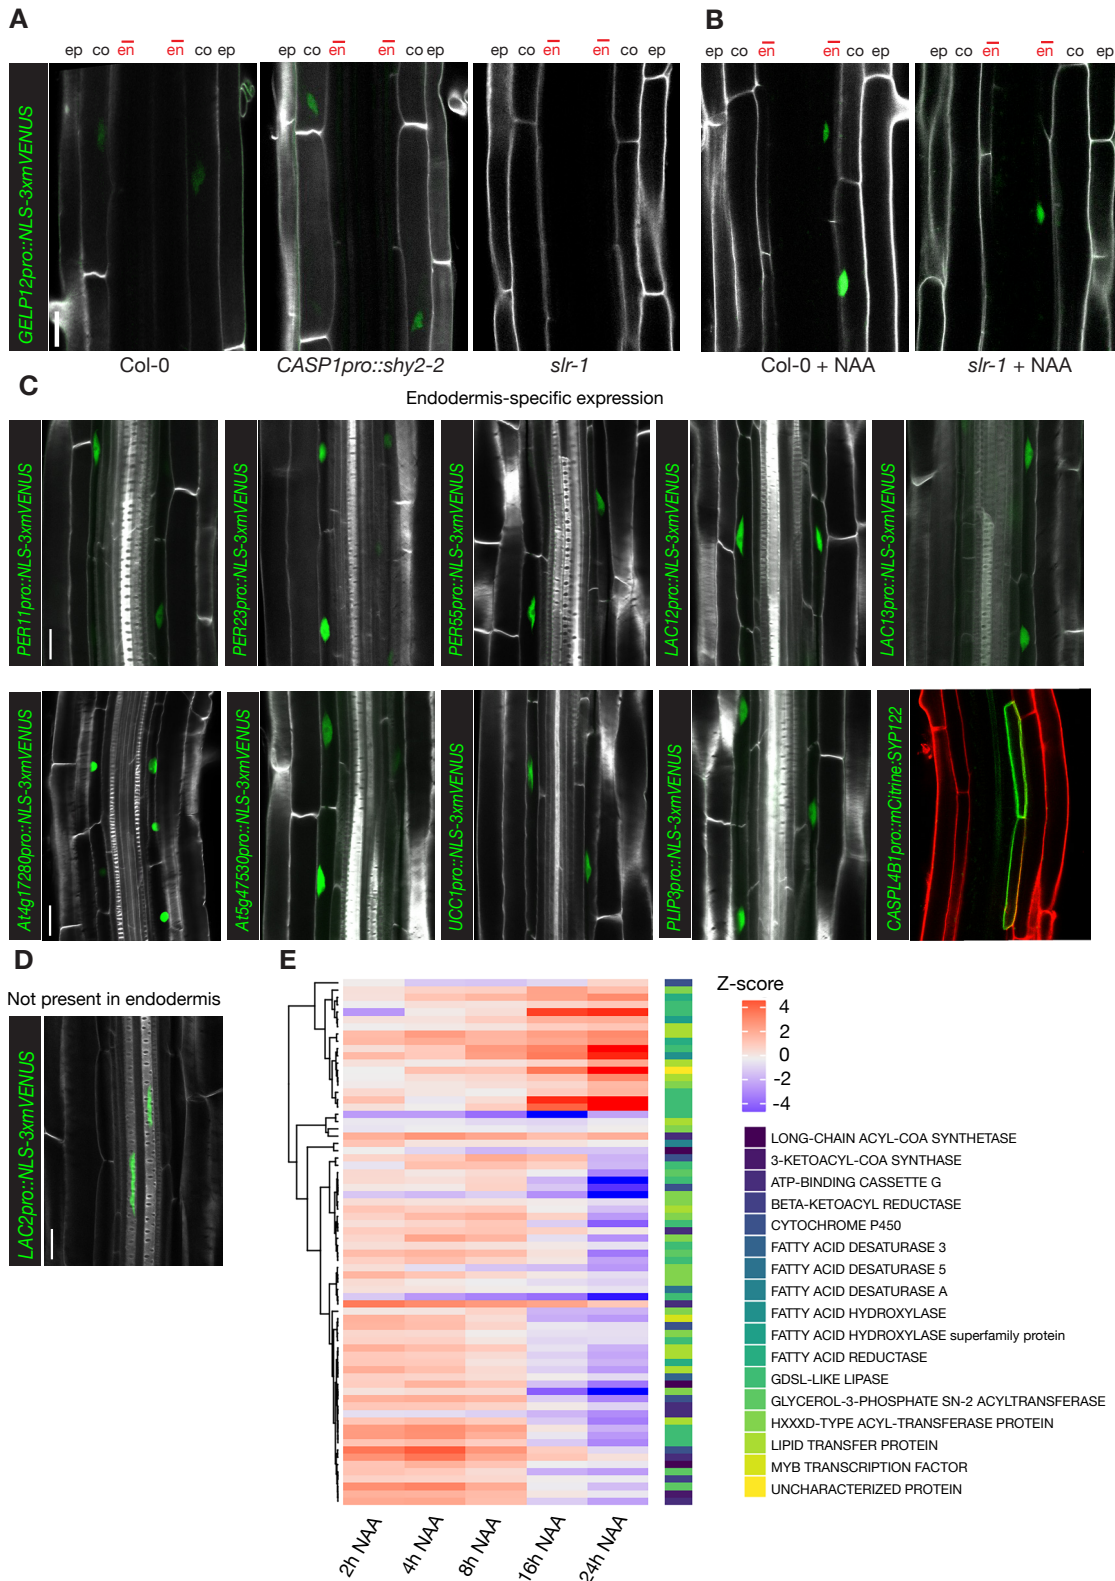 A
B
ep co en en co ep
ep co en en co ep
en en co ep
ep co en en co ep
ep co en co ep
GELP12pro::NLS-3xmVENUS
Col-0
CASP1pro::shy2-2
slr-1
Col-0 + NAA
slr-1 + NAA
C
Endodermis-specific expression
PER11pro::NLS-3xmVENUS
PER23pro::NLS-3xmVENUS
PER55pro::NLS-3xmVENUS
LAC12pro::NLS-3xmVENUS
LAC13pro::NLS-3xmVENUS
At4g17280pro::NLS-3xmVENUS
At5g47530pro::NLS-3xmVENUS
UCC1pro::NLS-3xmVENUS
PLIP3pro::NLS-3xmVENUS
CASPL4B1pro::mCitrine:SYP122
D
Not present in endodermis
LAC2pro::NLS-3xmVENUS
E
Z-score
4
2
0
-2
-4
LONG-CHAIN ACYL-COA SYNTHETASE
3-KETOACYL-COA SYNTHASE
ATP-BINDING CASSETTE G
BETA-KETOACYL REDUCTASE
CYTOCHROME P450
FATTY ACID DESATURASE 3
FATTY ACID DESATURASE 5
FATTY ACID DESATURASE A
FATTY ACID HYDROXYLASE
FATTY ACID HYDROXYLASE superfamily protein
FATTY ACID REDUCTASE
GDSL-LIKE LIPASE
GLYCEROL-3-PHOSPHATE SN-2 ACYLTRANSFERASE
HXXXD-TYPE ACYL-TRANSFERASE PROTEIN
LIPID TRANSFER PROTEIN
MYB TRANSCRIPTION FACTOR
UNCHARACTERIZED PROTEIN
2h NAA
4h NAA
8h NAA
16h NAA
24h NAA